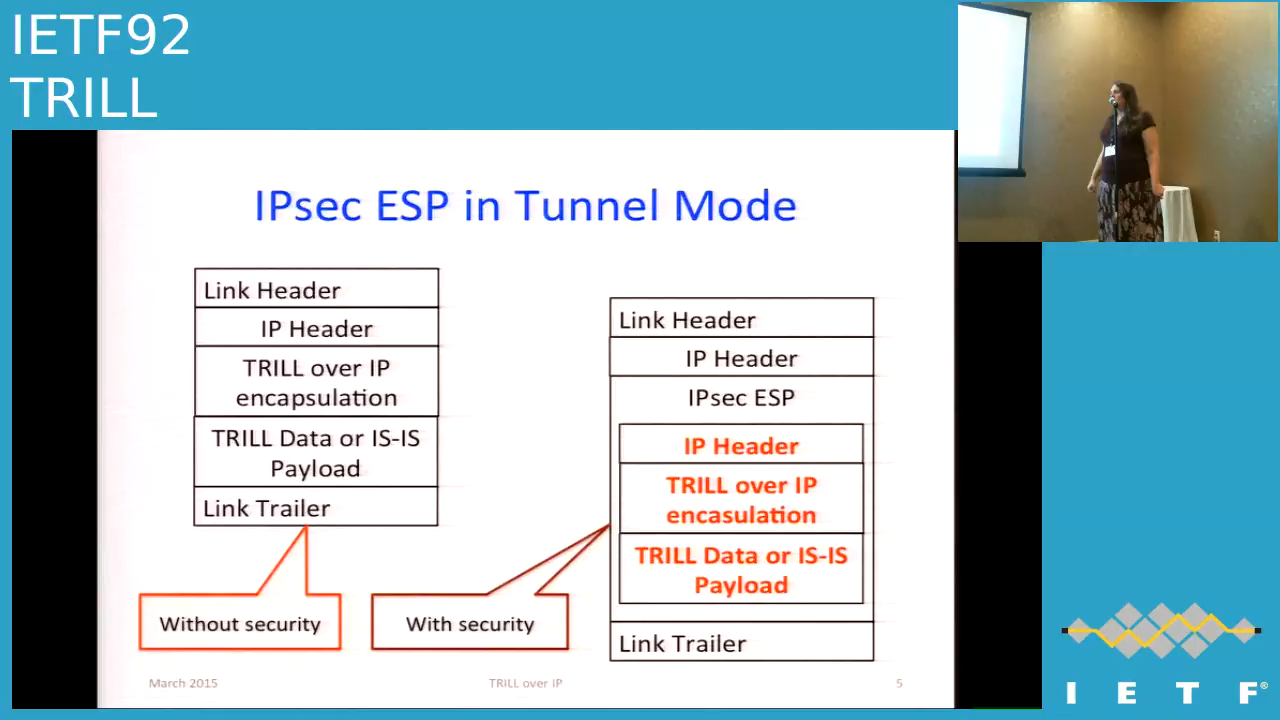 IETF92
TRILL
IPsec ESP in Tunnel Mode
Link Header
IP Header
TRILL over IP
encapsulation
TRILL Data or IS-IS
Payload
Link Trailer
Without security
With security
Link Header
IP Header
IPsec ESP
IP Header
TRILL over IP
encasulation
TRILL Data or IS-IS
Payload
Link Trailer
March 2015
TRILL over IP
5
I E T F®